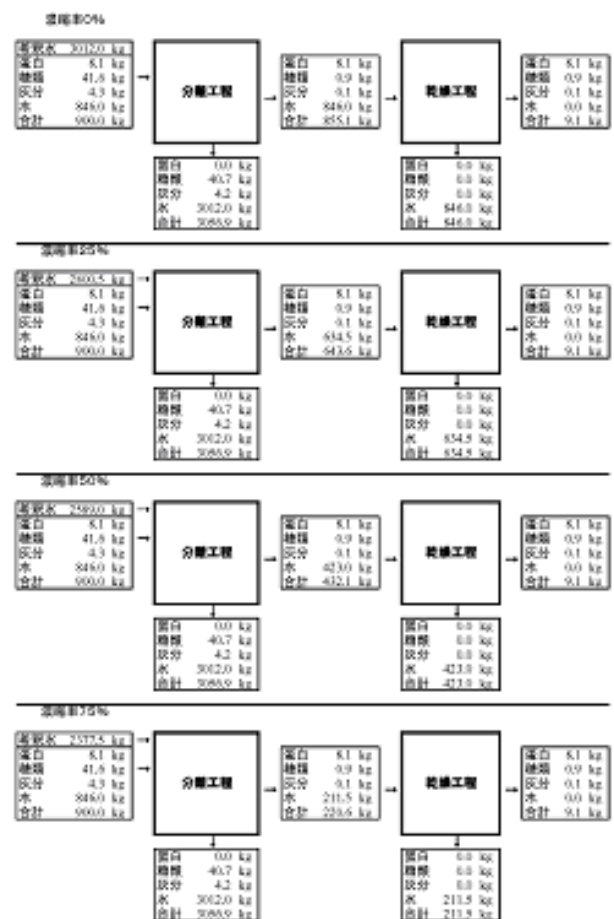 濃縮率0%
希釈水 3012.0 kg
蛋白 8.1 kg
糖類 41.6 kg
灰分 4.3 kg
水 846.0 kg
合計 900.0 kg
分離工程
蛋白 8.1 kg
糖類 0.9 kg
灰分 0.1 kg
水 846.0 kg
合計 855.1 kg
乾燥工程
蛋白 8.1 kg
糖類 0.9 kg
灰分 0.1 kg
水 0.0 kg
合計 9.1 kg
蛋白 0.0 kg
糖類 40.7 kg
灰分 4.2 kg
水 3012.0 kg
合計 3056.9 kg
蛋白 0.0 kg
糖類 0.0 kg
灰分 0.0 kg
水 846.0 kg
合計 846.0 kg
濃縮率25%
希釈水 2800.5 kg
蛋白 8.1 kg
糖類 41.6 kg
灰分 4.3 kg
水 846.0 kg
合計 900.0 kg
分離工程
蛋白 8.1 kg
糖類 0.9 kg
灰分 0.1 kg
水 634.5 kg
合計 643.6 kg
乾燥工程
蛋白 8.1 kg
糖類 0.9 kg
灰分 0.1 kg
水 0.0 kg
合計 9.1 kg
蛋白 0.0 kg
糖類 40.7 kg
灰分 4.2 kg
水 3012.0 kg
合計 3056.9 kg
蛋白 0.0 kg
糖類 0.0 kg
灰分 0.0 kg
水 634.5 kg
合計 634.5 kg
濃縮率50%
希釈水 2589.0 kg
蛋白 8.1 kg
糖類 41.6 kg
灰分 4.3 kg
水 846.0 kg
合計 900.0 kg
分離工程
蛋白 8.1 kg
糖類 0.9 kg
灰分 0.1 kg
水 423.0 kg
合計 432.1 kg
乾燥工程
蛋白 8.1 kg
糖類 0.9 kg
灰分 0.1 kg
水 0.0 kg
合計 9.1 kg
蛋白 0.0 kg
糖類 40.7 kg
灰分 4.2 kg
水 3012.0 kg
合計 3056.9 kg
蛋白 0.0 kg
糖類 0.0 kg
灰分 0.0 kg
水 423.0 kg
合計 423.0 kg
濃縮率75%
希釈水 2377.5 kg
蛋白 8.1 kg
糖類 41.6 kg
灰分 4.3 kg
水 846.0 kg
合計 900.0 kg
分離工程
蛋白 8.1 kg
糖類 0.9 kg
灰分 0.1 kg
水 211.5 kg
合計 220.6 kg
乾燥工程
蛋白 8.1 kg
糖類 0.9 kg
灰分 0.1 kg
水 0.0 kg
合計 9.1 kg
蛋白 0.0 kg
糖類 40.7 kg
灰分 4.2 kg
水 3012.0 kg
合計 3056.9 kg
蛋白 0.0 kg
糖類 0.0 kg
灰分 0.0 kg
水 211.5 kg
合計 211.5 kg